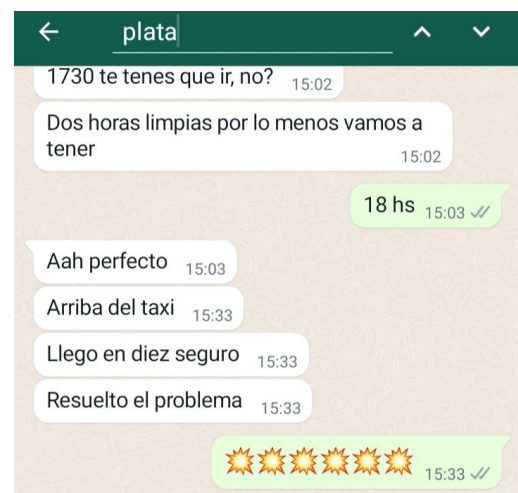 plata
1730 te tenes que ir, no? 15:02
Dos horas limpias por lo menos vamos a
tener 15:02
18 hs 15:03
Aah perfecto 15:03
Arriba del taxi 15:33
Llego en diez seguro 15:33
Resuelto el problema 15:33
💥💥💥💥💥💥 15:33